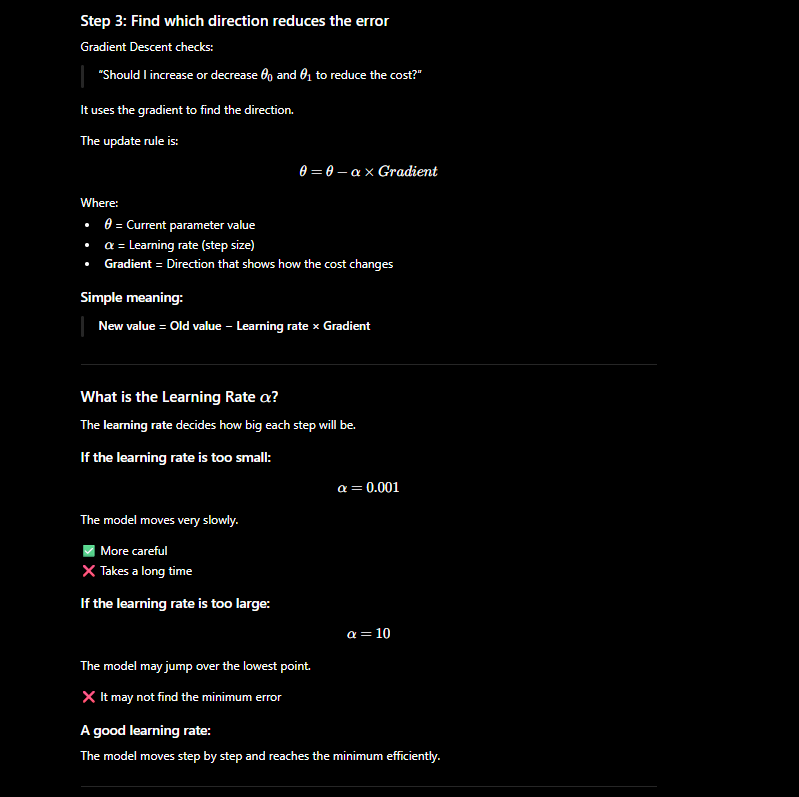 Step 3: Find which direction reduces the error
Gradient Descent checks:
“Should I increase or decrease θ₀ and θ₁ to reduce the cost?”
It uses the gradient to find the direction.
The update rule is:
θ = θ − α × Gradient
Where:
• θ = Current parameter value
• α = Learning rate (step size)
• Gradient = Direction that shows how the cost changes
Simple meaning:
New value = Old value − Learning rate × Gradient
What is the Learning Rate α?
The learning rate decides how big each step will be.
If the learning rate is too small:
α = 0.001
The model moves very slowly.
✅ More careful
❌ Takes a long time
If the learning rate is too large:
α = 10
The model may jump over the lowest point.
❌ It may not find the minimum error
A good learning rate:
The model moves step by step and reaches the minimum efficiently.